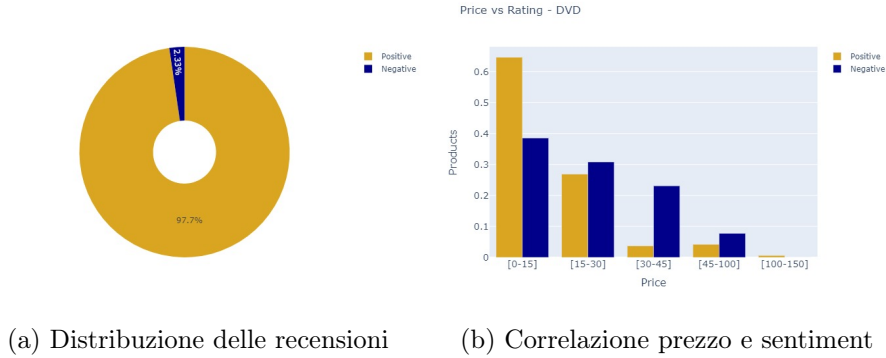 Price vs Rating - DVD
Positive
Negative
2.33%
97.7%
Positive
Negative
Products
0.6
0.5
0.4
0.3
0.2
0.1
0
[0-15]
[15-30]
[30-45]
[45-100]
[100-150]
Price
(a) Distribuzione delle recensioni
(b) Correlazione prezzo e sentiment